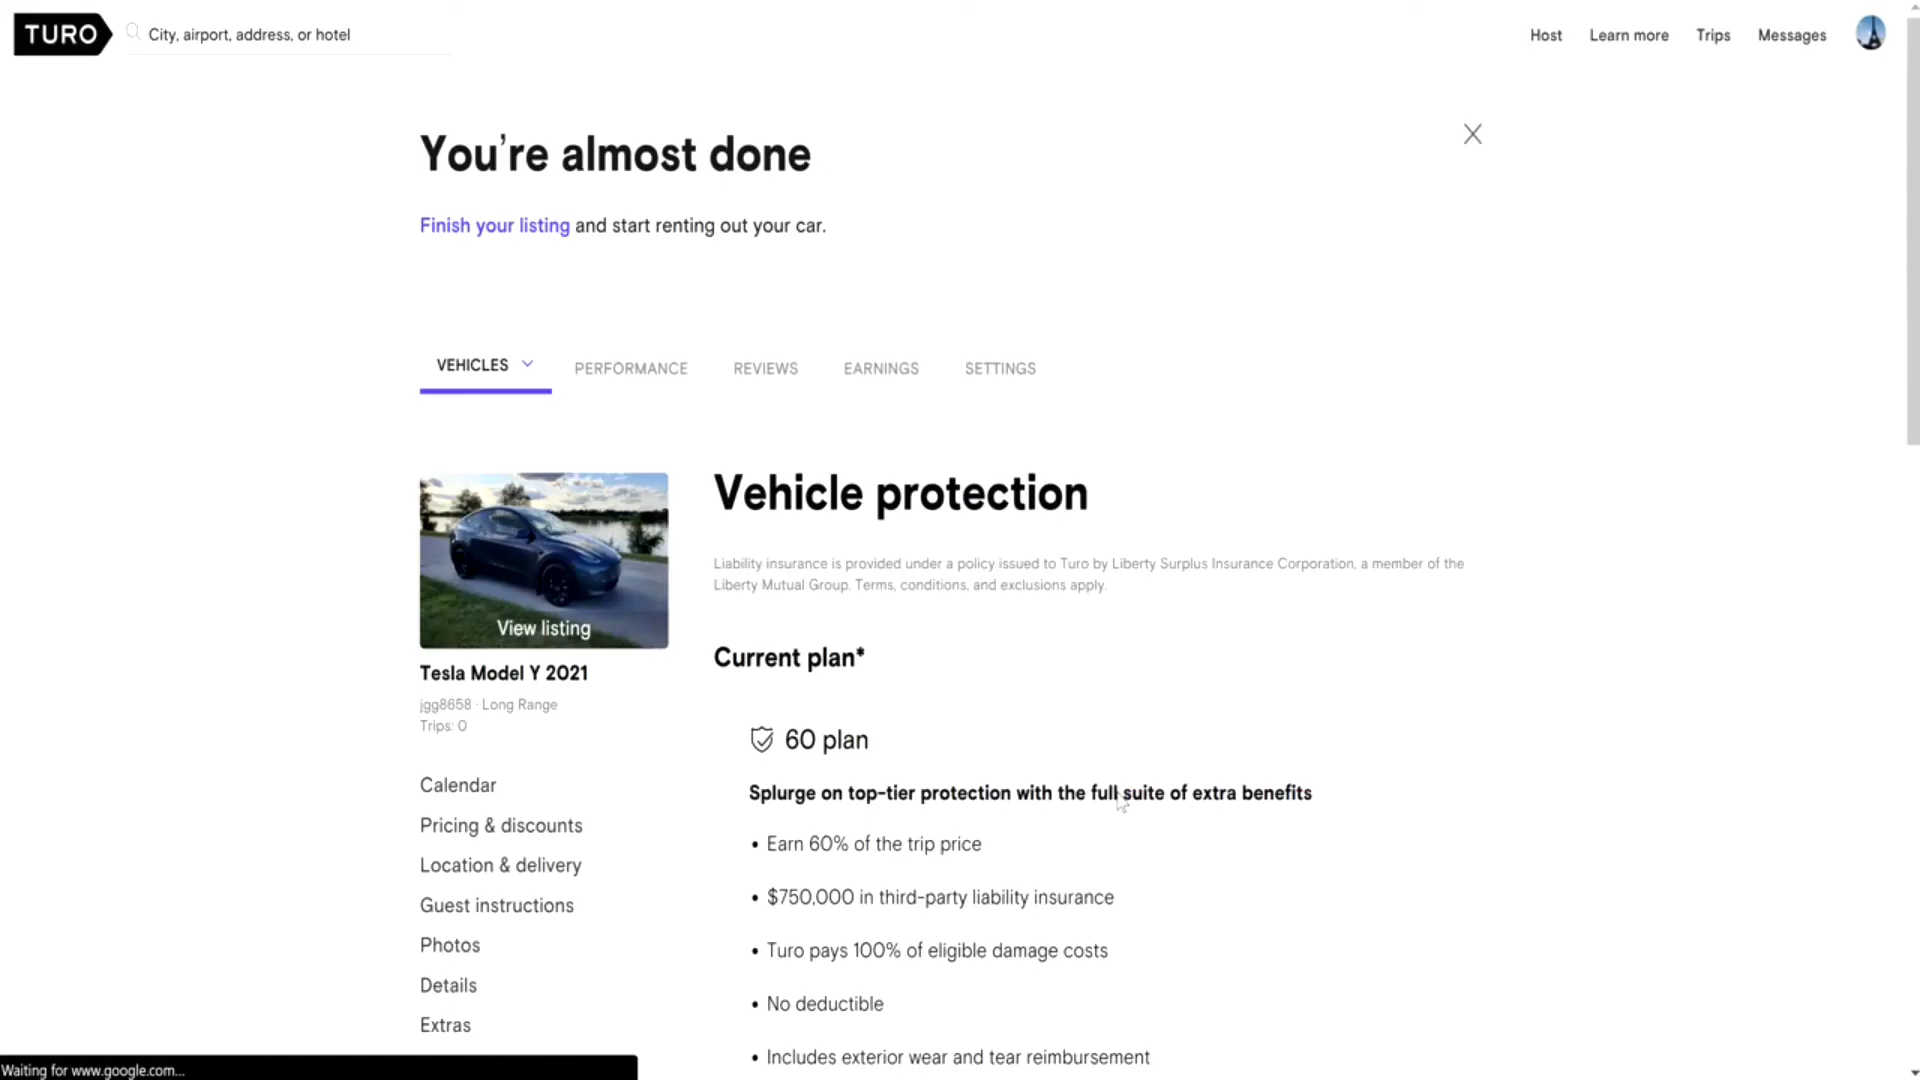 TURO
City, airport, address, or hotel
Host
Learn more
Trips
Messages
You're almost done
Finish your listing and start renting out your car.
VEHICLES
PERFORMANCE
REVIEWS
EARNINGS
SETTINGS
View listing
Tesla Model Y 2021
jgg8658 · Long Range
Trips: 0
Calendar
Pricing & discounts
Location & delivery
Guest instructions
Photos
Details
Extras
Vehicle protection
Liability insurance is provided under a policy issued to Turo by Liberty Surplus Insurance Corporation, a member of the
Liberty Mutual Group. Terms, conditions, and exclusions apply.
Current plan*
60 plan
Splurge on top-tier protection with the full suite of extra benefits
• Earn 60% of the trip price
• $750,000 in third-party liability insurance
• Turo pays 100% of eligible damage costs
• No deductible
• Includes exterior wear and tear reimbursement
Waiting for www.google.com...